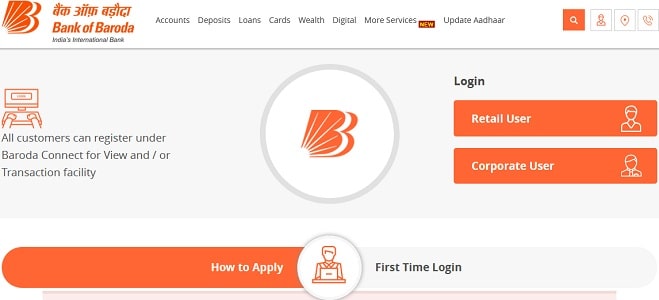 बैंक ऑफ़ बड़ौदा
Bank of Baroda
India's International Bank
Accounts Deposits Loans Cards Wealth Digital More Services NEW Update Aadhaar
Login
All customers can register under
Baroda Connect for View and / or
Transaction facility
Retail User
Corporate User
How to Apply
First Time Login